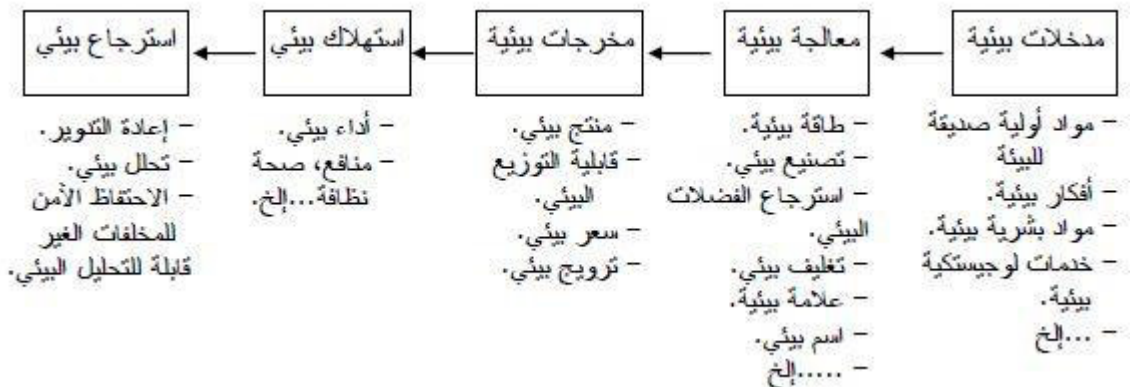 مدخلات بيئية
معالجة بيئية
مخرجات بيئية
استهلاك بيئي
استرجاع بيئي
- مواد أولية صديقة
للبيئة
- أفكار بيئية.
- مواد بشرية بيئية.
- خدمات لوجيستكية
بيئية.
- ...إلخ
- طاقة بيئية.
- تصنيع بيئي.
- استرجاع الفضلات
البيئي.
- تغليف بيئي.
- علامة بيئية.
- اسم بيئي.
- .....إلخ
- منتج بيئي.
- قابلية التوزيع
البيئي.
- سعر بيئي.
- ترويج بيئي.
- أداء بيئي.
- منافع، صحة
نظافة...إلخ.
- إعادة التدوير.
- تحلل بيئي.
- الاحتفاظ الآمن
للمخلفات الغير
قابلة للتحليل البيئي.